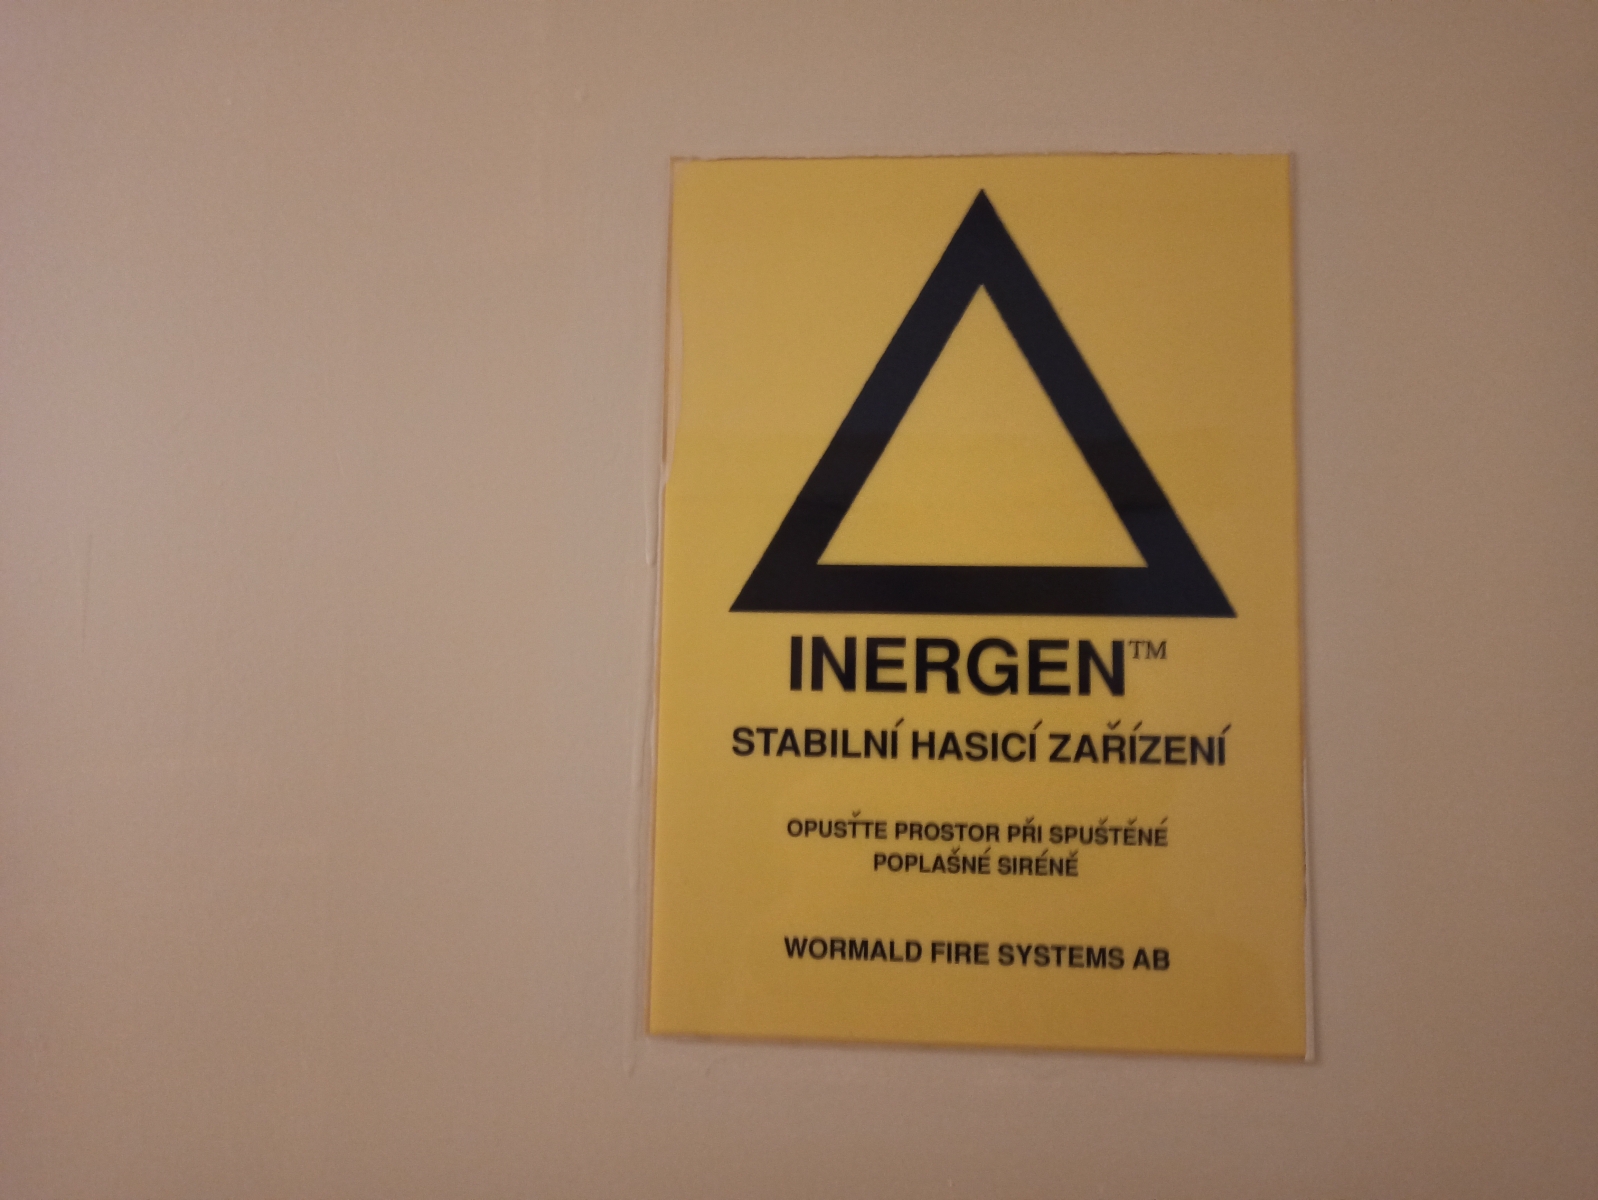 INERGEN™
STABILNÍ HASICÍ ZAŘÍZENÍ
OPUSŤTE PROSTOR PŘI SPUŠTĚNÉ
POPLAŠNÉ SIRÉNĚ
WORMALD FIRE SYSTEMS AB